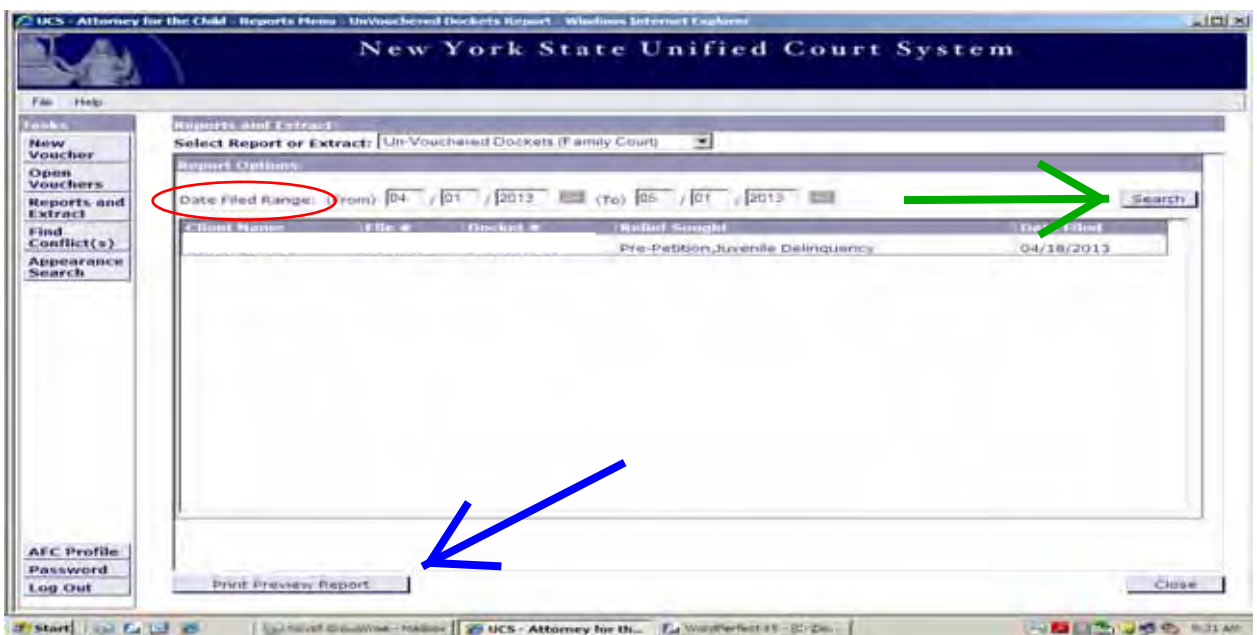 UCS - Attorney for the Child - Reports Menu - UnVouchered Dockets Report - Windows Internet Explorer
New York State Unified Court System
File Help
Tasks
Reports and Extract
New Voucher
Select Report or Extract: Un-Vouchered Dockets (Family Court)
Open Vouchers
Report Options
Reports and Extract
Date Filed Range: (From) 04 / 01 / 2013 (To) 06 / 01 / 2013
Search
Find Conflict(s)
Client Name File # Docket # Relief Sought Date Filed
Pre-Petition,Juvenile Delinquency 04/18/2013
Appearance Search
AFC Profile
Password
Log Out
Print Preview Report
Close
Start
UCS - Attorney for th...
9:31 AM